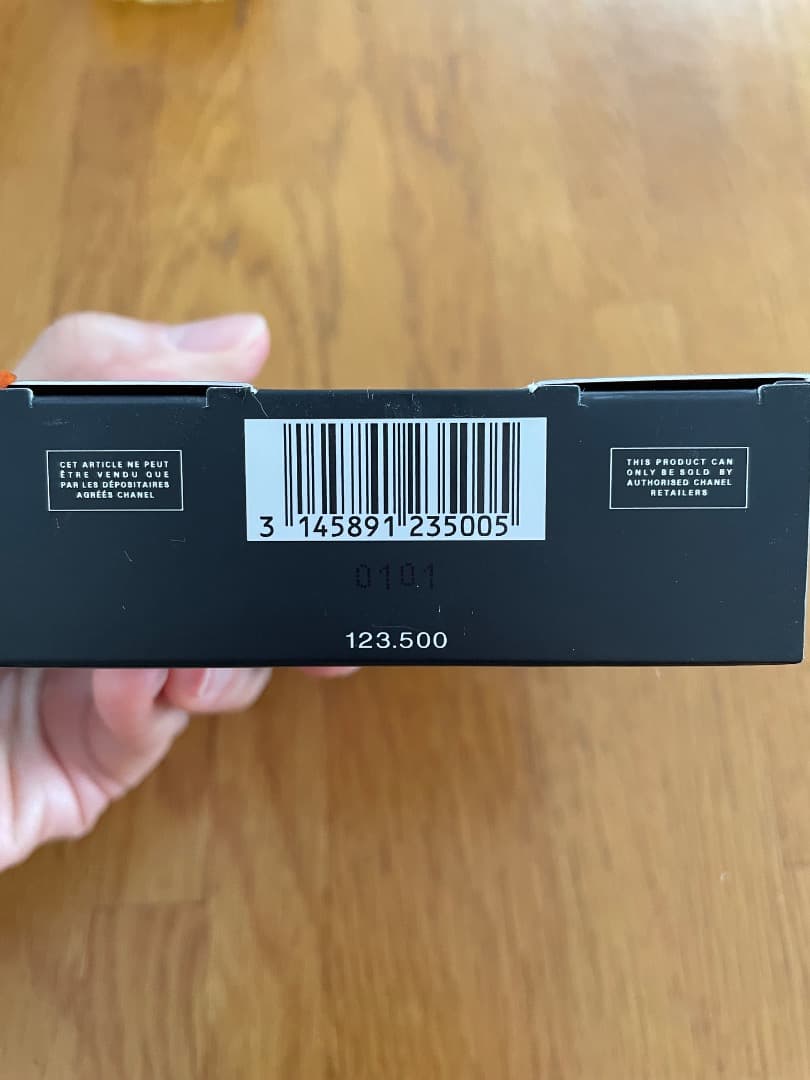 CET ARTICLE NE PEUT
ÊTRE VENDU QUE
PAR LES DÉPOSITAIRES
AGRÉÉS CHANEL
3 145891 235005
0101
123.500
THIS PRODUCT CAN
ONLY BE SOLD BY
AUTHORISED CHANEL
RETAILERS